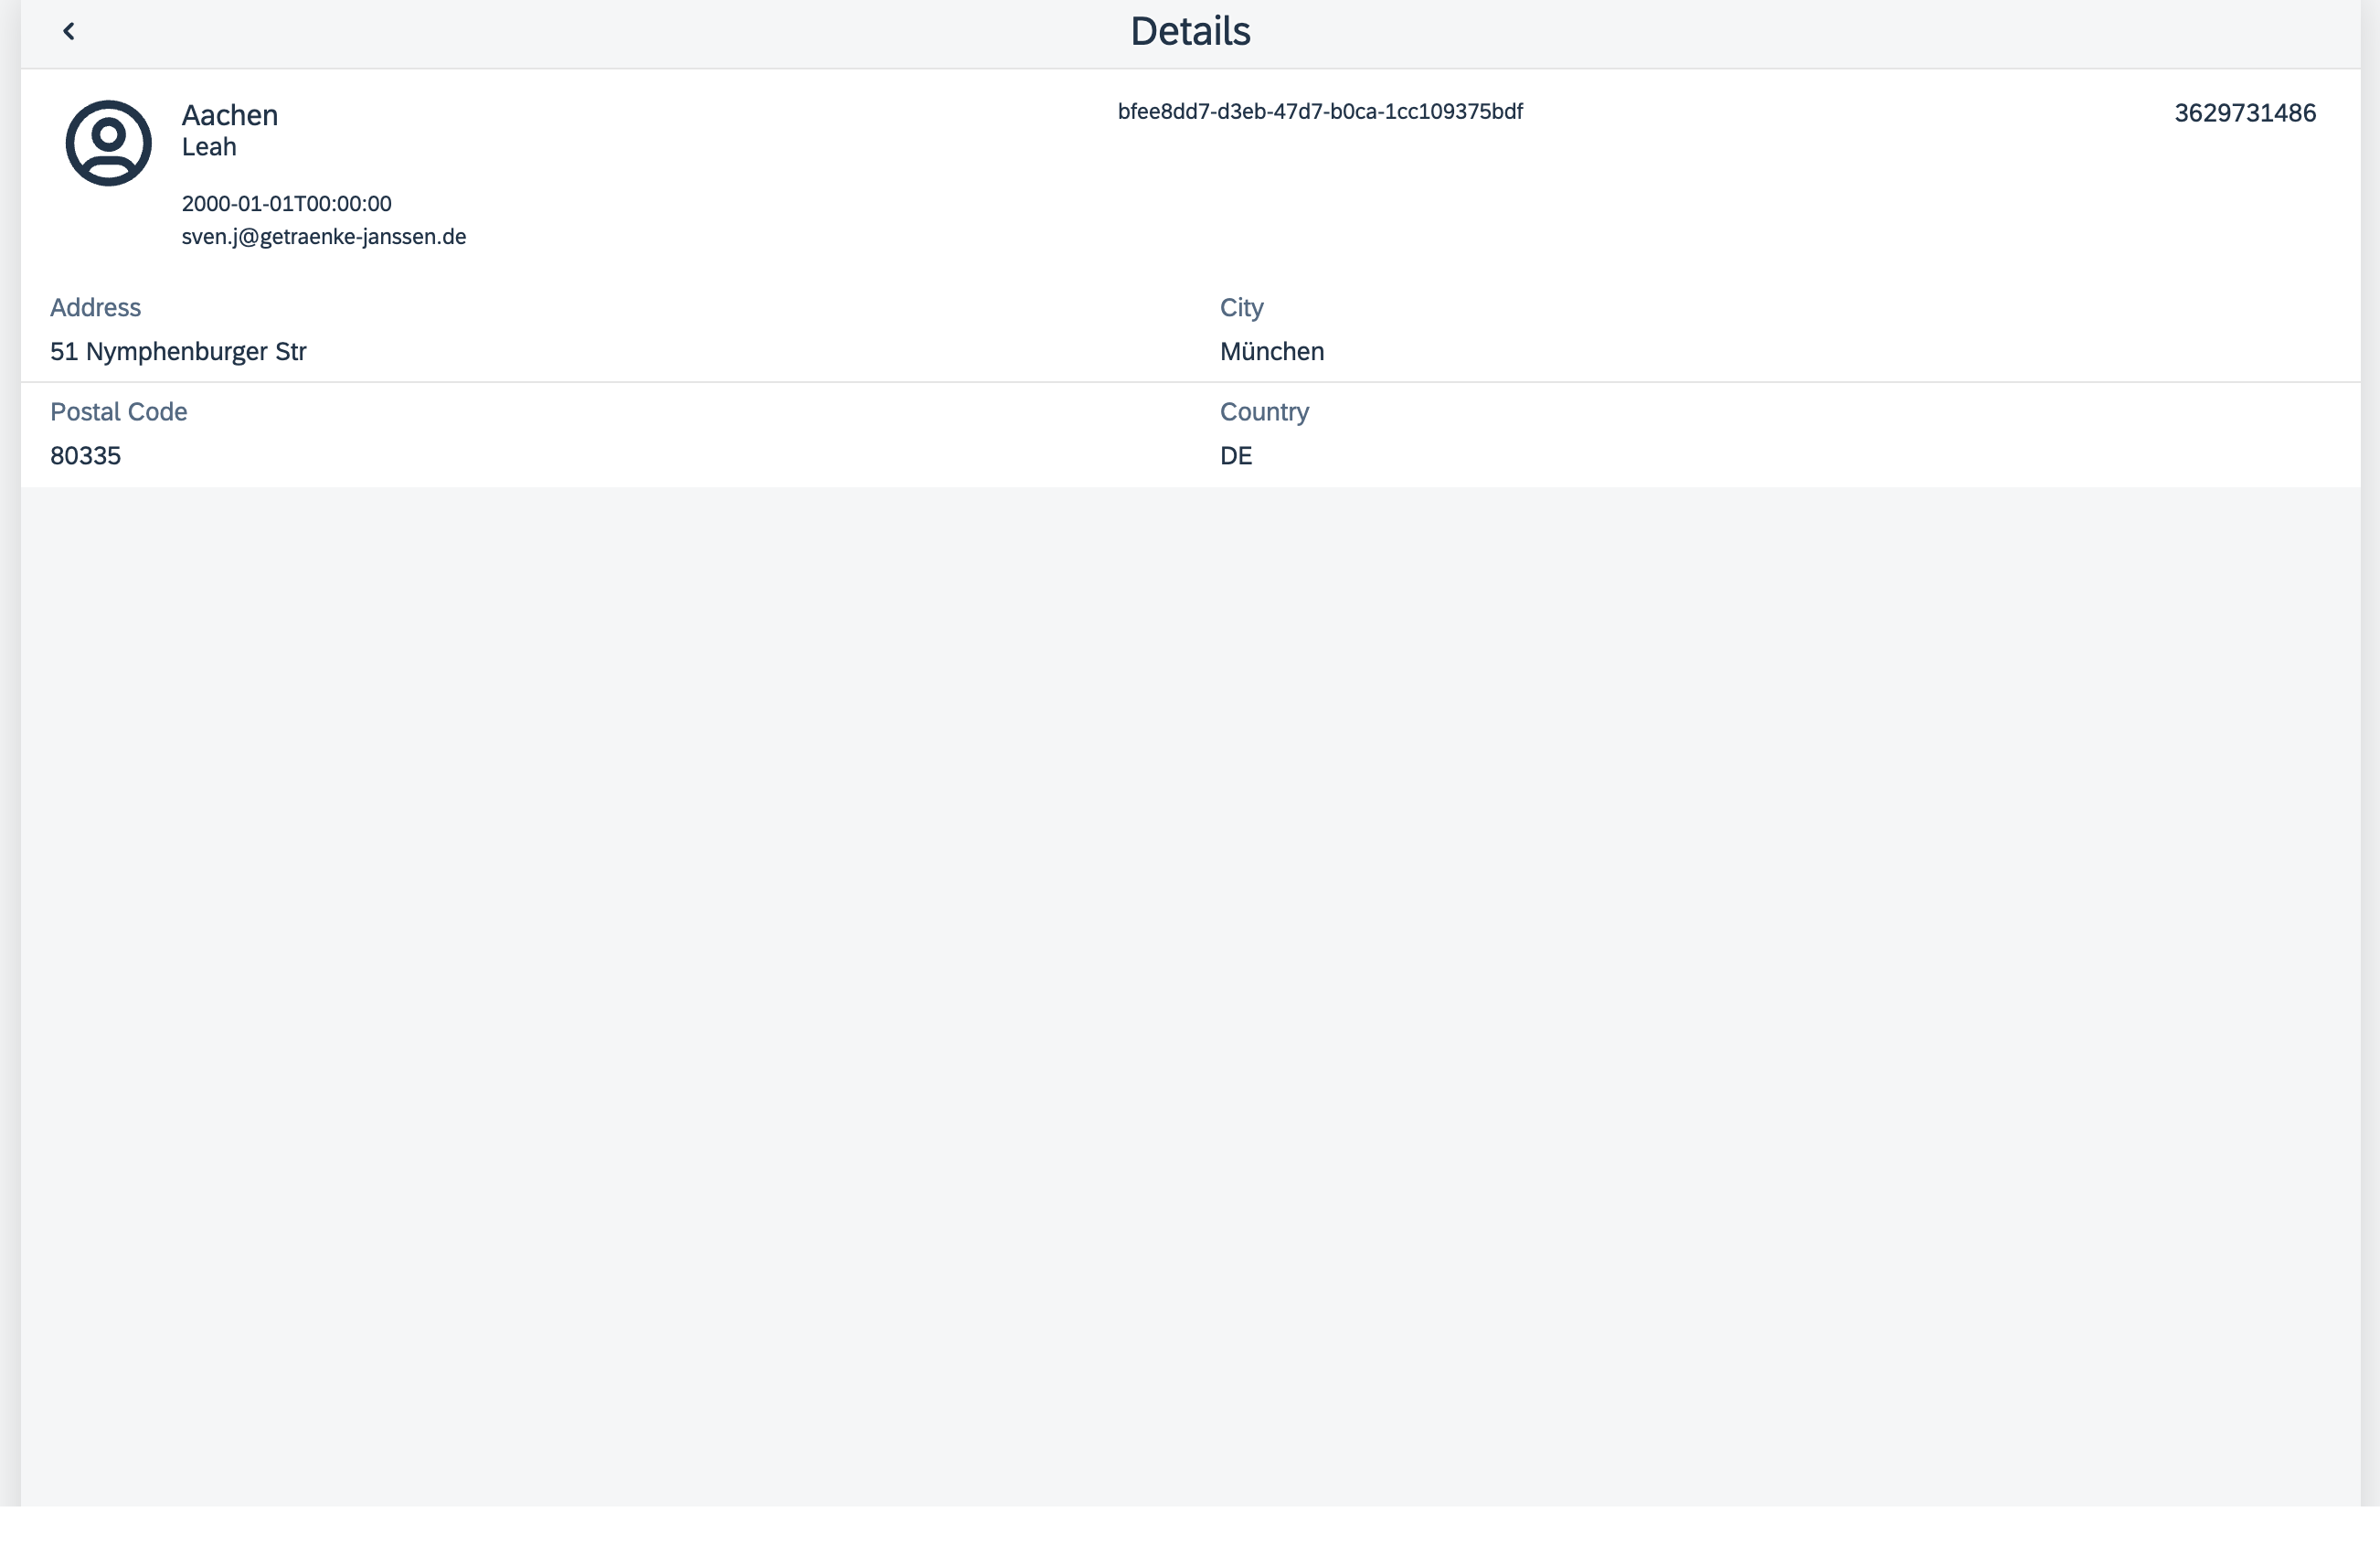 Details
Aachen
Leah
2000-01-01T00:00:00
sven.j@getraenke-janssen.de
bfee8dd7-d3eb-47d7-b0ca-1cc109375bdf
3629731486
Address
51 Nymphenburger Str
City
München
Postal Code
80335
Country
DE